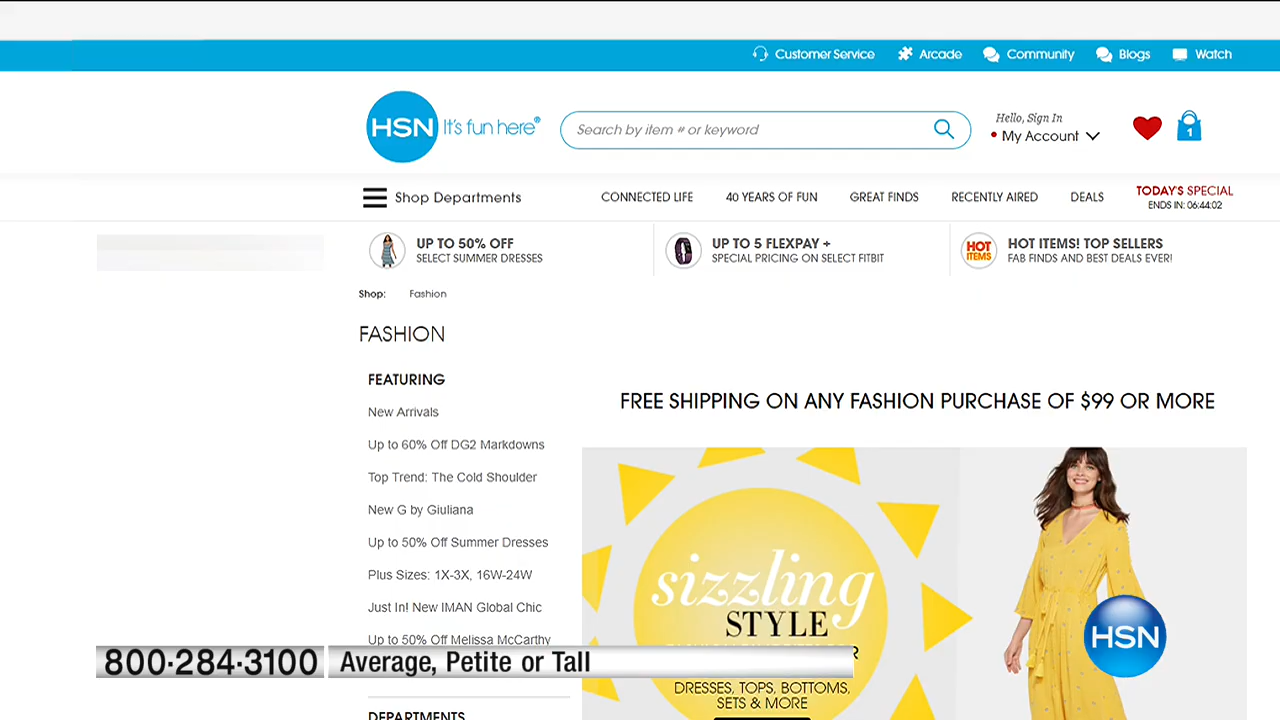 Customer Service
Arcade
Community
Blogs
Watch
HSN It's fun here®
Search by item # or keyword
Hello, Sign In
My Account
1
Shop Departments
CONNECTED LIFE
40 YEARS OF FUN
GREAT FINDS
RECENTLY AIRED
DEALS
TODAY'S SPECIAL
ENDS IN: 06:44:02
UP TO 50% OFF
SELECT SUMMER DRESSES
UP TO 5 FLEXPAY +
SPECIAL PRICING ON SELECT FITBIT
HOT
ITEMS
HOT ITEMS! TOP SELLERS
FAB FINDS AND BEST DEALS EVER!
Shop: Fashion
FASHION
FEATURING
New Arrivals
Up to 60% Off DG2 Markdowns
Top Trend: The Cold Shoulder
New G by Giuliana
Up to 50% Off Summer Dresses
Plus Sizes: 1X-3X, 16W-24W
Just In! New IMAN Global Chic
Up to 50% Off Melissa McCarthy
DEPARTMENTS
FREE SHIPPING ON ANY FASHION PURCHASE OF $99 OR MORE
sizzling
STYLE
DRESSES, TOPS, BOTTOMS,
SETS & MORE
HSN
800·284·3100
Average, Petite or Tall